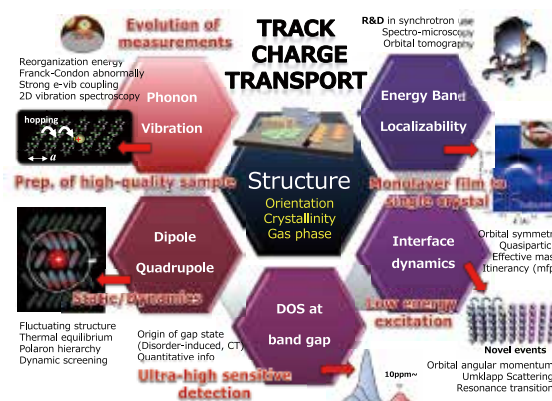 Evolution of
measurements
TRACK
CHARGE
TRANSPORT
R&D in synchrotron use
Spectro-microscopy
Orbital tomography
Reorganization energy
Franck-Condon abnormally
Strong e-vib coupling
2D vibration spectroscopy
Phonon
Vibration
Energy Band
Localizability
hopping
a
Prep. of high-quality sample
Structure
Orientation
Crystallinity
Gas phase
Monolayer film to
single crystal
Dipole
Quadrupole
Interface
dynamics
Orbital symmetr
Quasipartic
Effective mas
Itinerancy (mfp
Static/Dynamics
DOS at
band gap
Low energy
excitation
Fluctuating structure
Thermal equilibrium
Polaron hierarchy
Dynamic screening
Origin of gap state
(Disorder-induced, CT)
Quantitative info
Ultra-high sensitive
detection
10ppm~
Novel events
Orbital angular momentum
Umklapp Scattering
Resonance transition